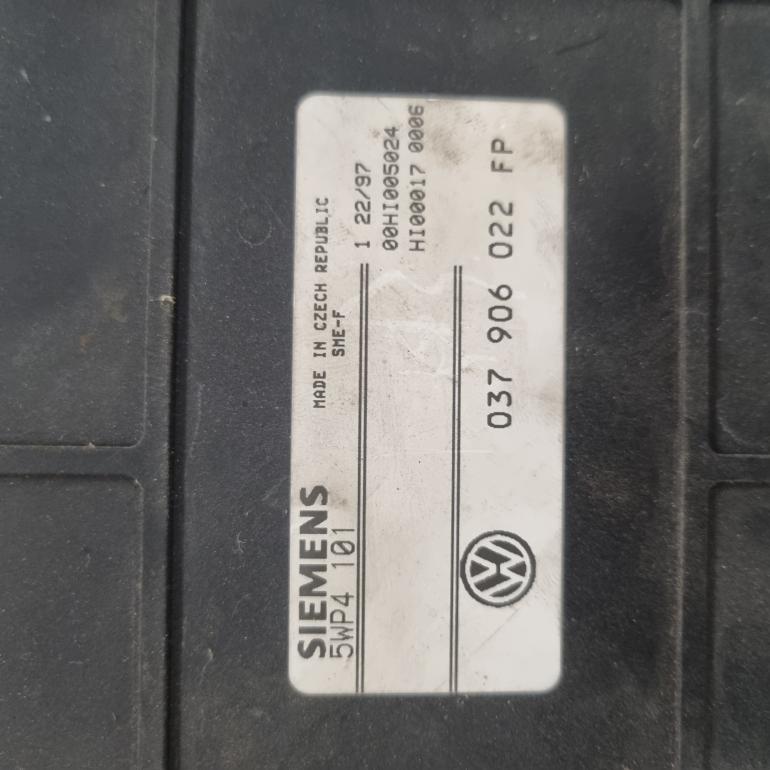 SIEMENS
MADE IN CZECH REPUBLIC
SME-F
5WP4 101
1 22/97
00HI005024
HI00017 0006
037 906 022 FP